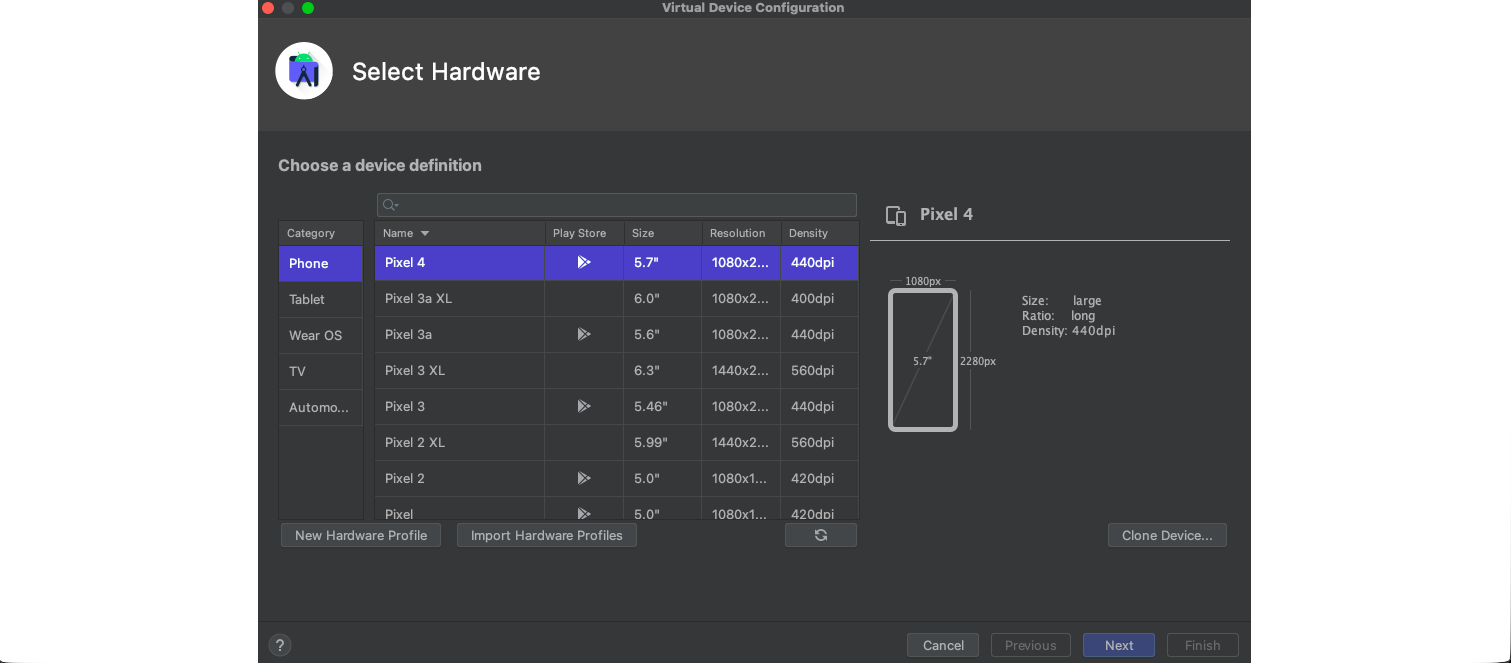 Virtual Device Configuration
Select Hardware
Choose a device definition
Category
Phone
Tablet
Wear OS
TV
Automo...
Name Play Store Size Resolution Density
Pixel 4 5.7" 1080x2... 440dpi
Pixel 3a XL 6.0" 1080x2... 400dpi
Pixel 3a 5.6" 1080x2... 440dpi
Pixel 3 XL 6.3" 1440x2... 560dpi
Pixel 3 5.46" 1080x2... 440dpi
Pixel 2 XL 5.99" 1440x2... 560dpi
Pixel 2 5.0" 1080x1... 420dpi
Pixel 5.0" 1080x1... 420dpi
Pixel 4
1080px
5.7"
2280px
Size: large
Ratio: long
Density: 440dpi
New Hardware Profile Import Hardware Profiles Clone Device...
? Cancel Previous Next Finish